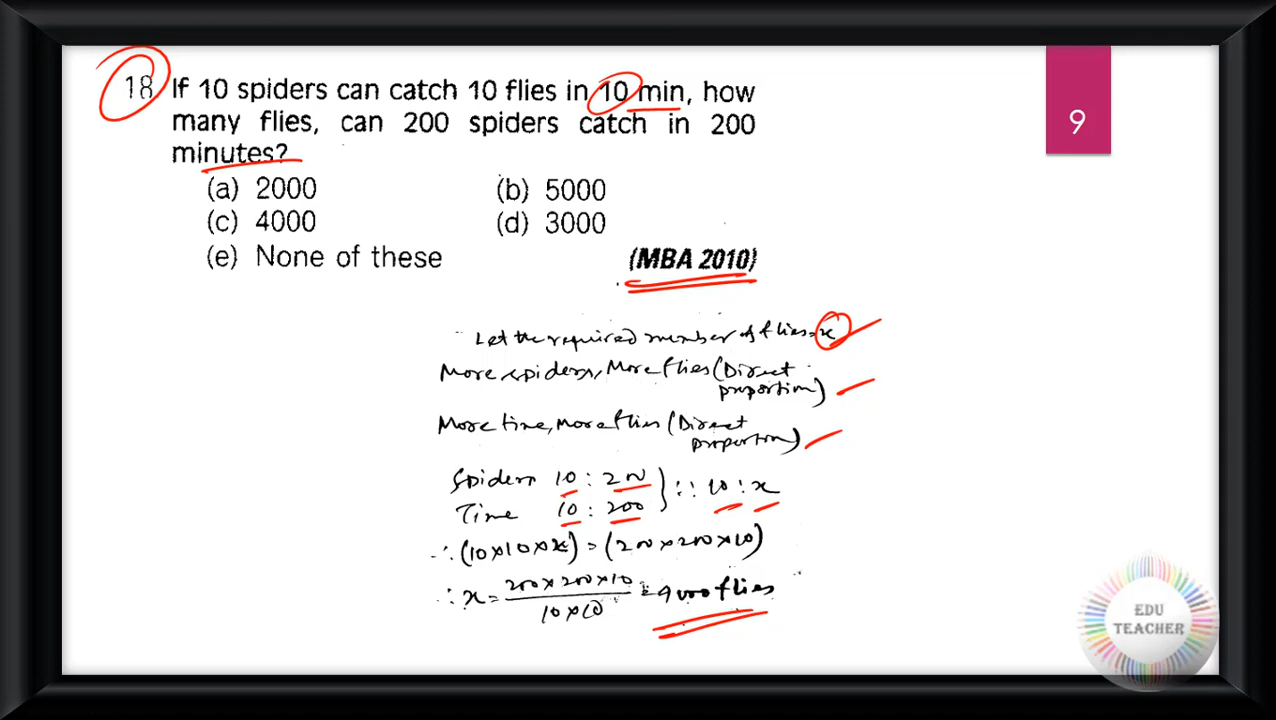 18 If 10 spiders can catch 10 flies in 10 min, how
many flies, can 200 spiders catch in 200
minutes?
(a) 2000 (b) 5000
(c) 4000 (d) 3000
(e) None of these
(MBA 2010)
9
Let the required number of flies = x
More spiders, More flies (Direct
proportion)
More time, More flies (Direct
proportion)
Spiders 10 : 200 } :: 10 : x
Time 10 : 200
∴ (10×10×x) = (200×200×10)
∴ x = 200×200×10 / 10×10 = 4000 flies
EDU
TEACHER